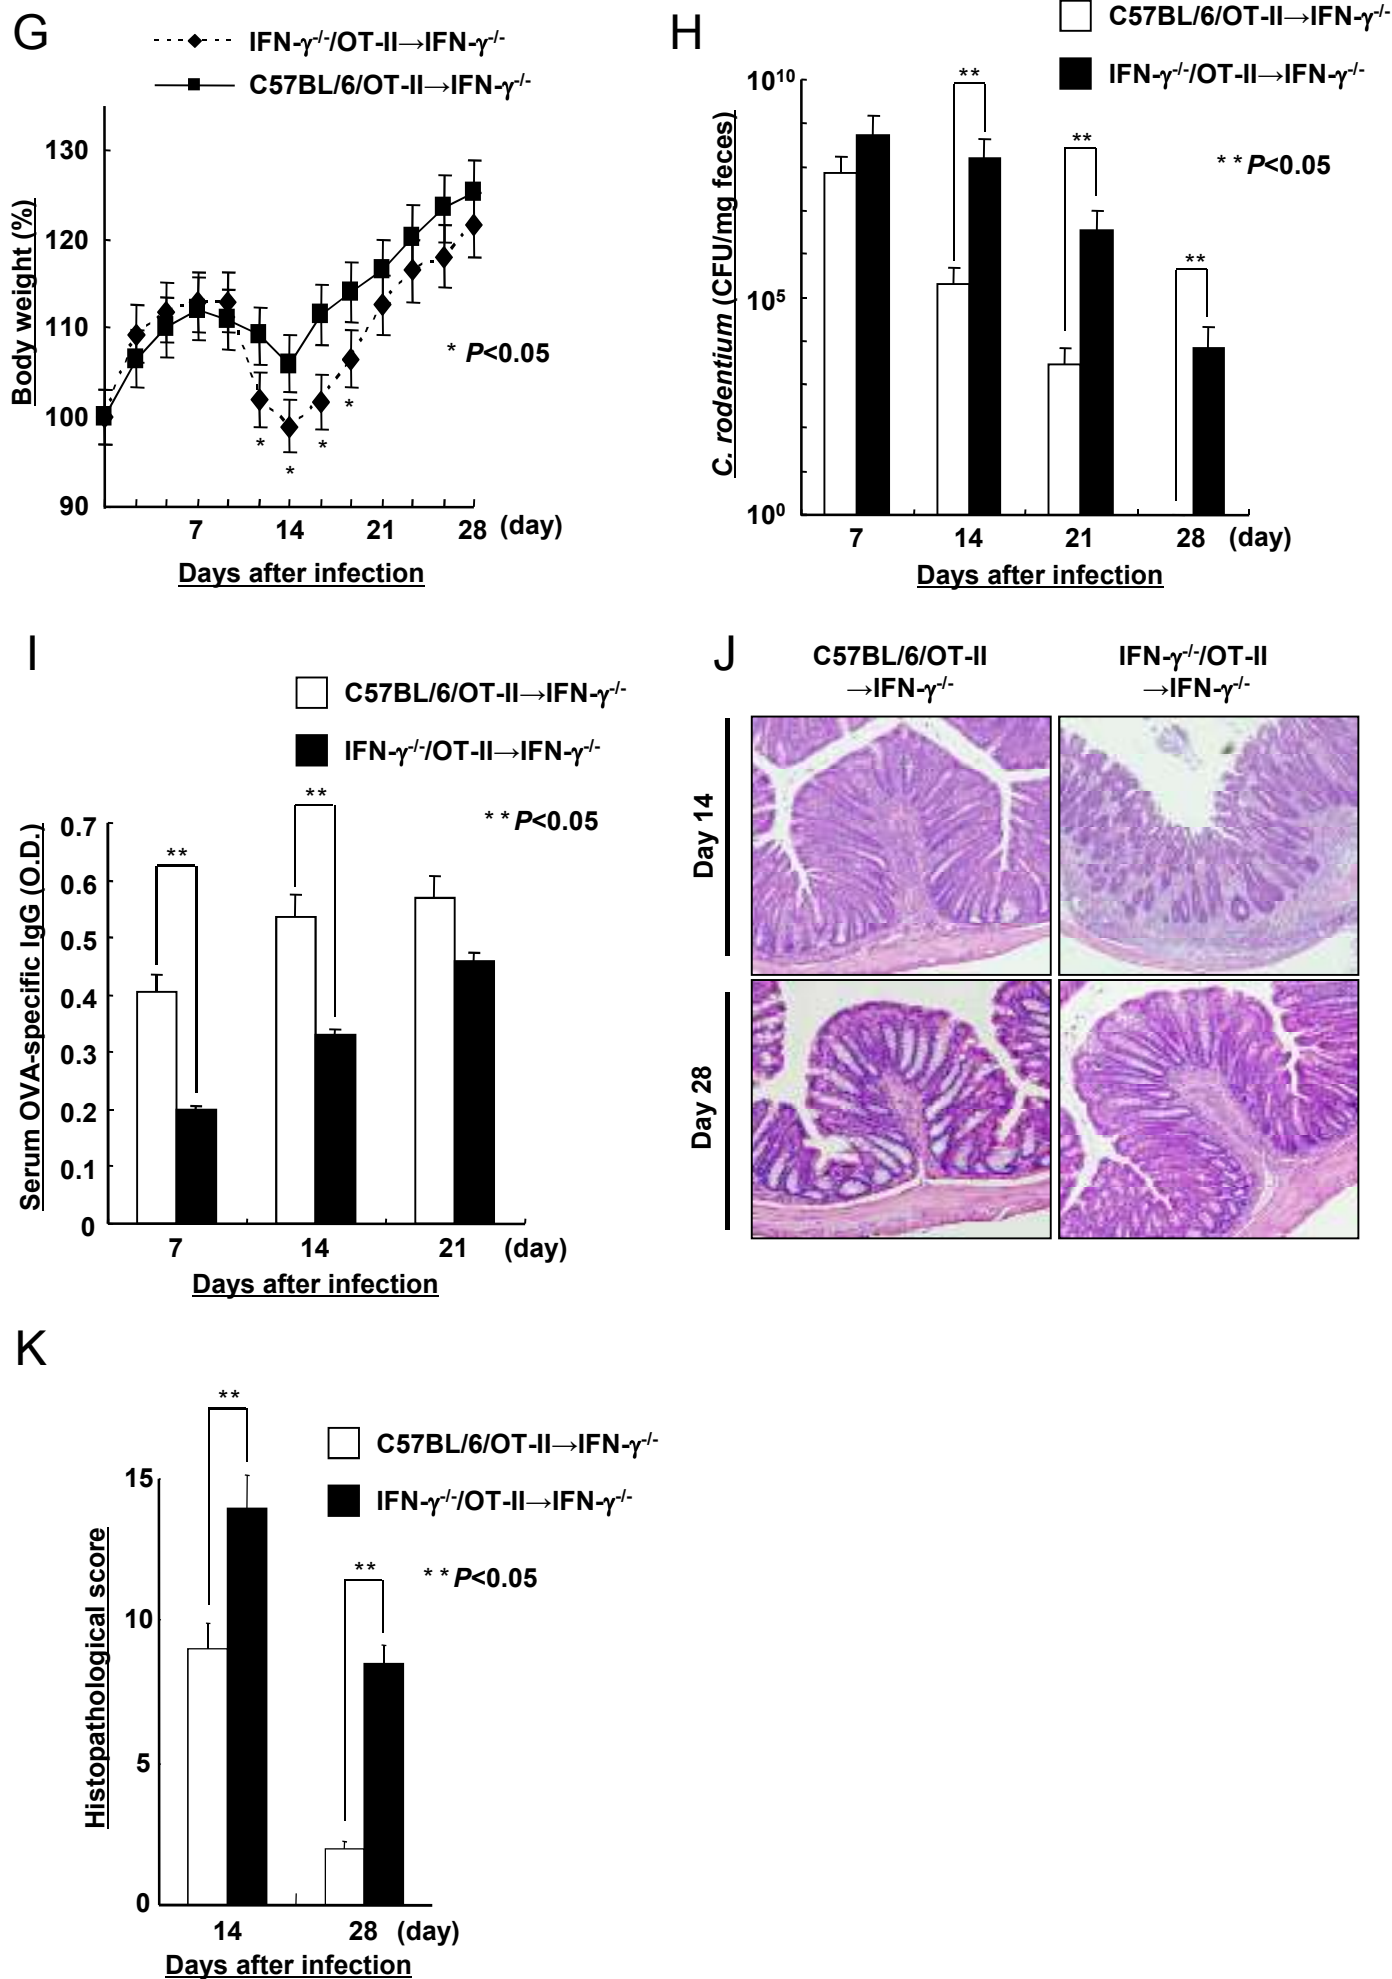 G
IFN-γ-/-/OT-II→IFN-γ-/-
C57BL/6/OT-II→IFN-γ-/-
Body weight (%)
130
120
110
100
90
* P<0.05
*
*
*
*
7 14 21 28 (day)
Days after infection
H
C57BL/6/OT-II→IFN-γ-/-
IFN-γ-/-/OT-II→IFN-γ-/-
C. rodentium (CFU/mg feces)
10^10
10^5
10^0
**
**
**
**P<0.05
7 14 21 28 (day)
Days after infection
I
C57BL/6/OT-II→IFN-γ-/-
IFN-γ-/-/OT-II→IFN-γ-/-
Serum OVA-specific IgG (O.D.)
0.7
0.6
0.5
0.4
0.3
0.2
0.1
0
**
**
**P<0.05
7 14 21 (day)
Days after infection
J
C57BL/6/OT-II
→IFN-γ-/-
IFN-γ-/-/OT-II
→IFN-γ-/-
Day 14
Day 28
K
C57BL/6/OT-II→IFN-γ-/-
IFN-γ-/-/OT-II→IFN-γ-/-
Histopathological score
15
10
5
0
**
**
**P<0.05
14 28 (day)
Days after infection